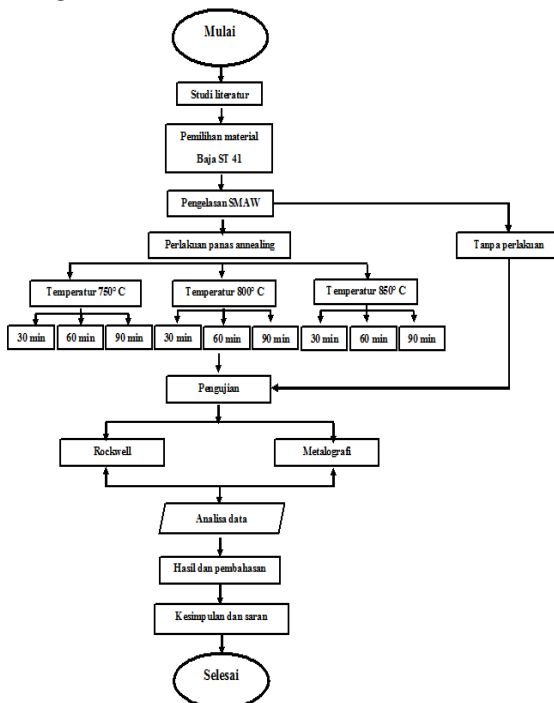 Mulai
Studi literatur
Pemilihan material
Baja ST 41
Pengelasan SMAW
Perlakuan panas annealing
Tanpa perlakuan
Temperatur 750° C
Temperatur 800° C
Temperatur 850° C
30 min
60 min
90 min
30 min
60 min
90 min
30 min
60 min
90 min
Pengujian
Rockwell
Metalografi
Analisa data
Hasil dan pembahasan
Kesimpulan dan saran
Selesai